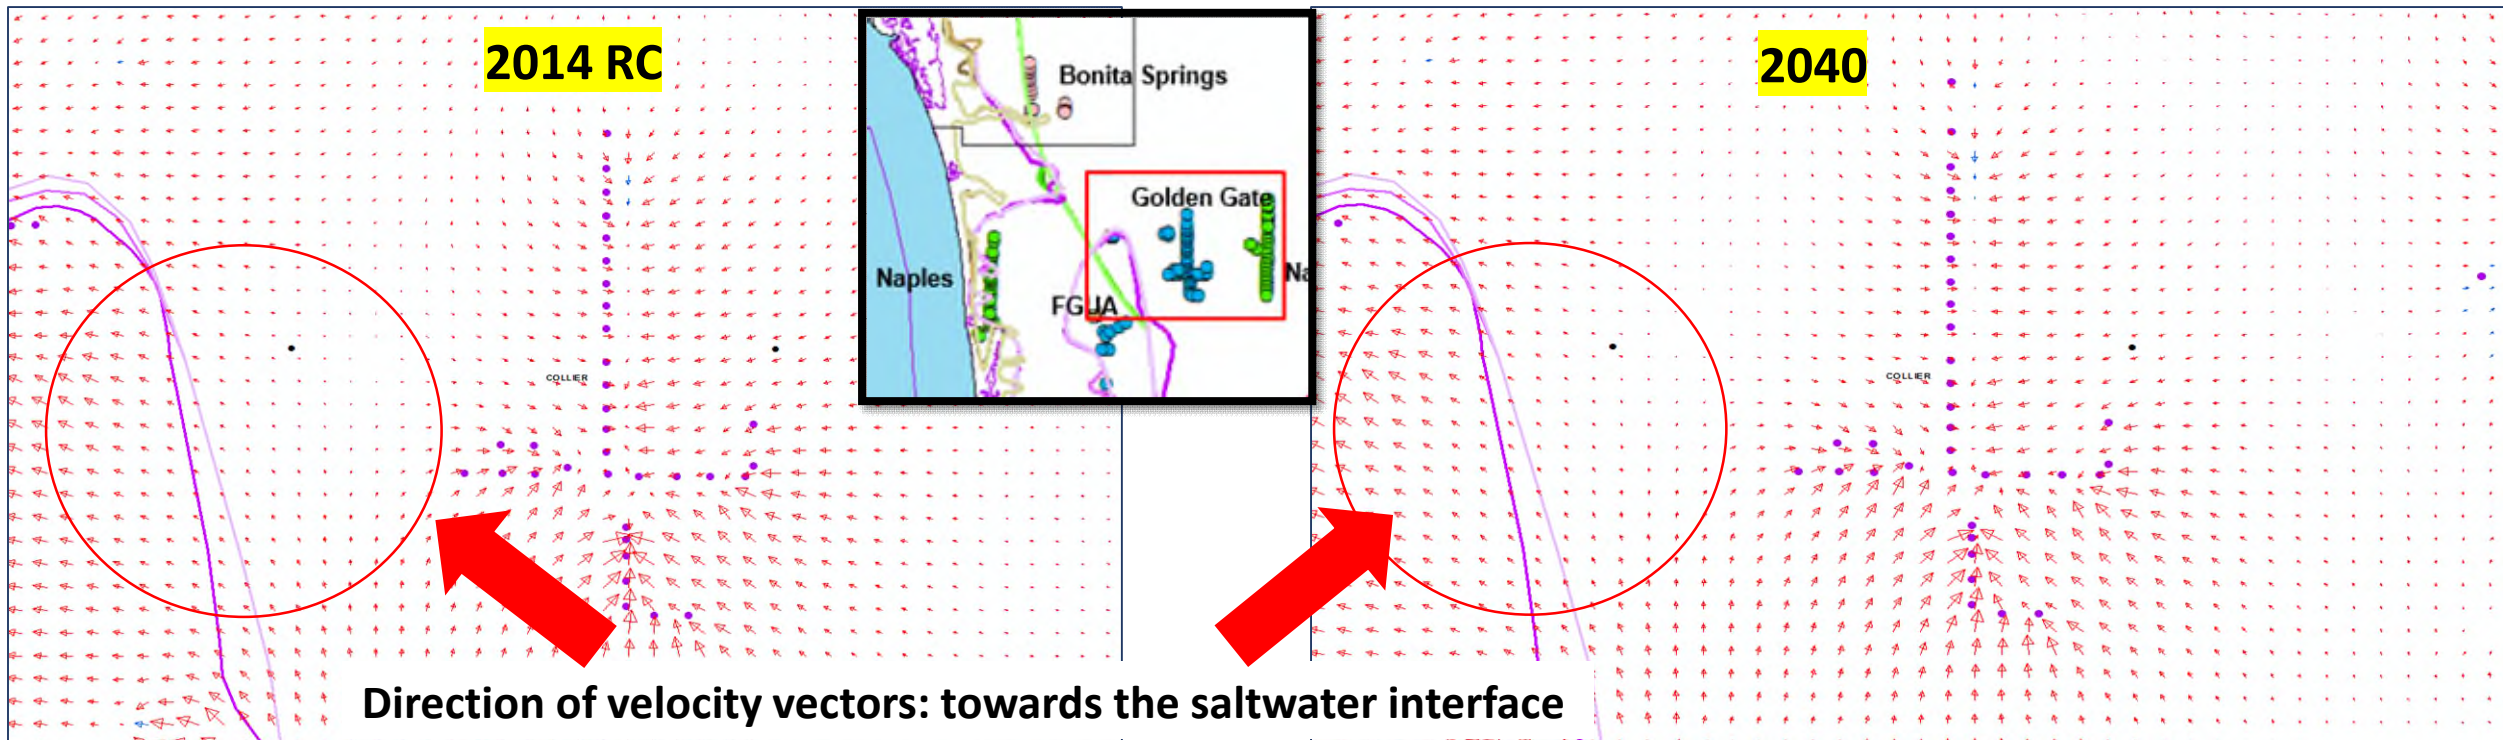 2014 RC
Bonita Springs
Golden Gate
Naples
FGUA
Na
2040
COLLIER
COLLIER
Direction of velocity vectors: towards the saltwater interface